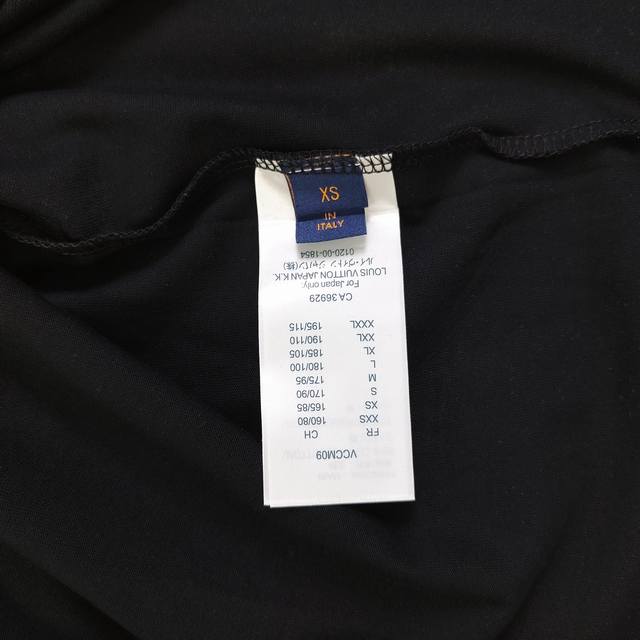 XS
IN
ITALY
VCCM09
FR CH
XXS 160/80
XS 165/85
S 170/90
M 175/95
L 180/100
XL 185/105
XXL 190/110
XXXL 195/115
CA 36929
For Japan only:
LOUIS VUITTON JAPAN K.K.
ルイ・ヴィトン ジャパン(株)
0120-00-1854